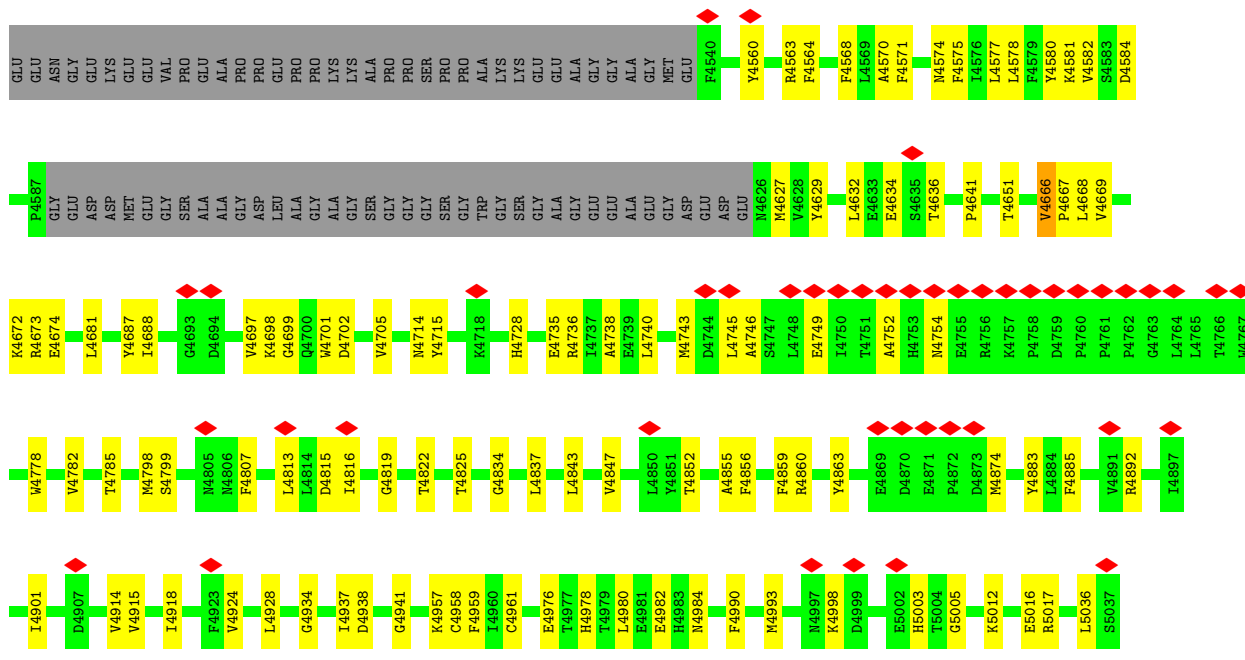 GLU GLU ASN GLY GLU LYS GLU GLU VAL PRO GLU ALA PRO PRO GLU PRO PRO LYS LYS ALA PRO PRO SER PRO PRO ALA LYS LYS GLU GLU ALA GLY GLY ALA GLY MET GLU F4540 Y4560 R4563 F4564 F4568 L4569 A4570 F4571 N4574 F4575 I4576 L4577 L4578 F4579 Y4580 K4581 V4582 S4583 D4584
P4587 GLY GLU ASP ASP MET GLU GLY SER ALA ALA GLY ASP LEU ALA GLY ALA GLY SER GLY GLY GLY SER GLY TRP GLY SER GLY ALA GLY GLU GLU ALA GLU GLY ASP GLU ASP GLU N4626 M4627 V4628 Y4629 L4632 E4633 E4634 S4635 T4636 P4641 T4651 V4666 P4667 L4668 V4669
K4672 R4673 E4674 L4681 Y4687 I4688 G4693 D4694 V4697 K4698 G4699 Q4700 W4701 D4702 V4705 N4714 Y4715 K4718 H4728 E4735 R4736 I4737 A4738 E4739 L4740 M4743 D4744 L4745 A4746 S4747 L4748 E4749 I4750 T4751 A4752 H4753 N4754 E4755 R4756 K4757 P4758 D4759 P4760 P4761 P4762 G4763 L4764 L4765 T4766 W4767
W4778 V4782 T4785 M4798 S4799 N4805 N4806 F4807 L4813 L4814 D4815 I4816 G4819 T4822 T4825 G4834 L4837 L4843 V4847 L4850 Y4851 T4852 A4855 F4856 F4859 R4860 Y4863 E4869 D4870 E4871 P4872 D4873 M4874 Y4883 L4884 F4885 V4891 R4892 I4897
I4901 D4907 V4914 V4915 I4918 F4923 V4924 L4928 G4934 I4937 D4938 G4941 K4957 C4958 F4959 I4960 C4961 E4976 T4977 H4978 T4979 L4980 E4981 E4982 H4983 N4984 F4990 M4993 N4997 K4998 D4999 E5002 H5003 T5004 G5005 K5012 E5016 R5017 L5036 S5037